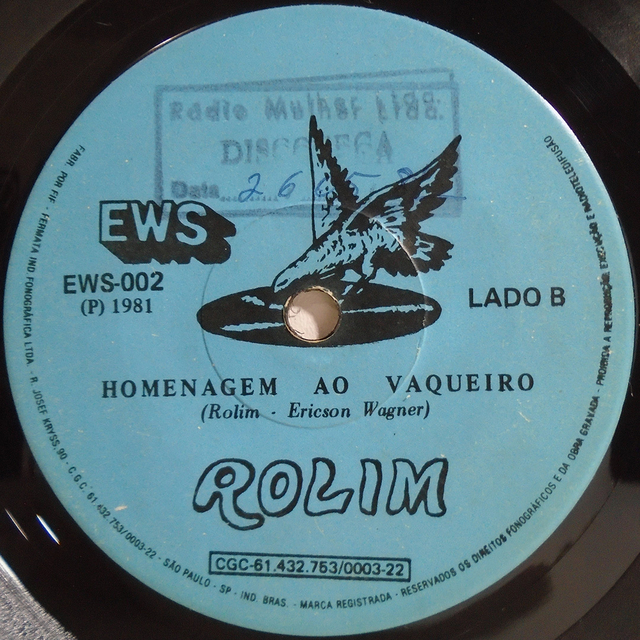 Rádio Mulher Ltda.
DISCOTECA
Data
EWS
EWS-002
(P) 1981
LADO B
HOMENAGEM AO VAQUEIRO
(Rolim - Ericson Wagner)
ROLIM
CGC-61.432.753/0003-22
FABR. POR FIF - FERMATA IND FONOGRÁFICA LTDA. - R. JOSEF KRYSS 90 - C.G.C. 61.432.753/0003-22 - SÃO PAULO - SP - IND. BRAS. - MARCA REGISTRADA - RESERVADOS OS DIREITOS FONOGRÁFICOS E DA OBRA GRAVADA - PROIBIDA A REPRODUÇÃO EXECUÇÃO E RADIOTELEDIFUSÃO